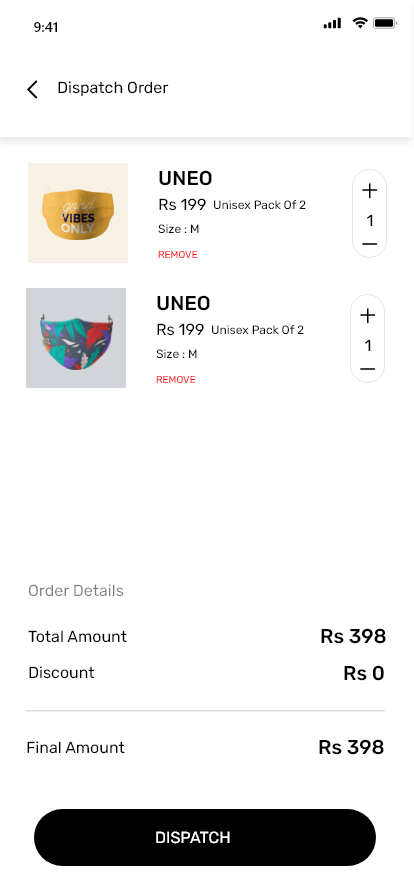 9:41
Dispatch Order
good
VIBES
ONLY
UNEO
Rs 199 Unisex Pack Of 2
Size : M
REMOVE
1
UNEO
Rs 199 Unisex Pack Of 2
Size : M
REMOVE
1
Order Details
Total Amount Rs 398
Discount Rs 0
Final Amount Rs 398
DISPATCH